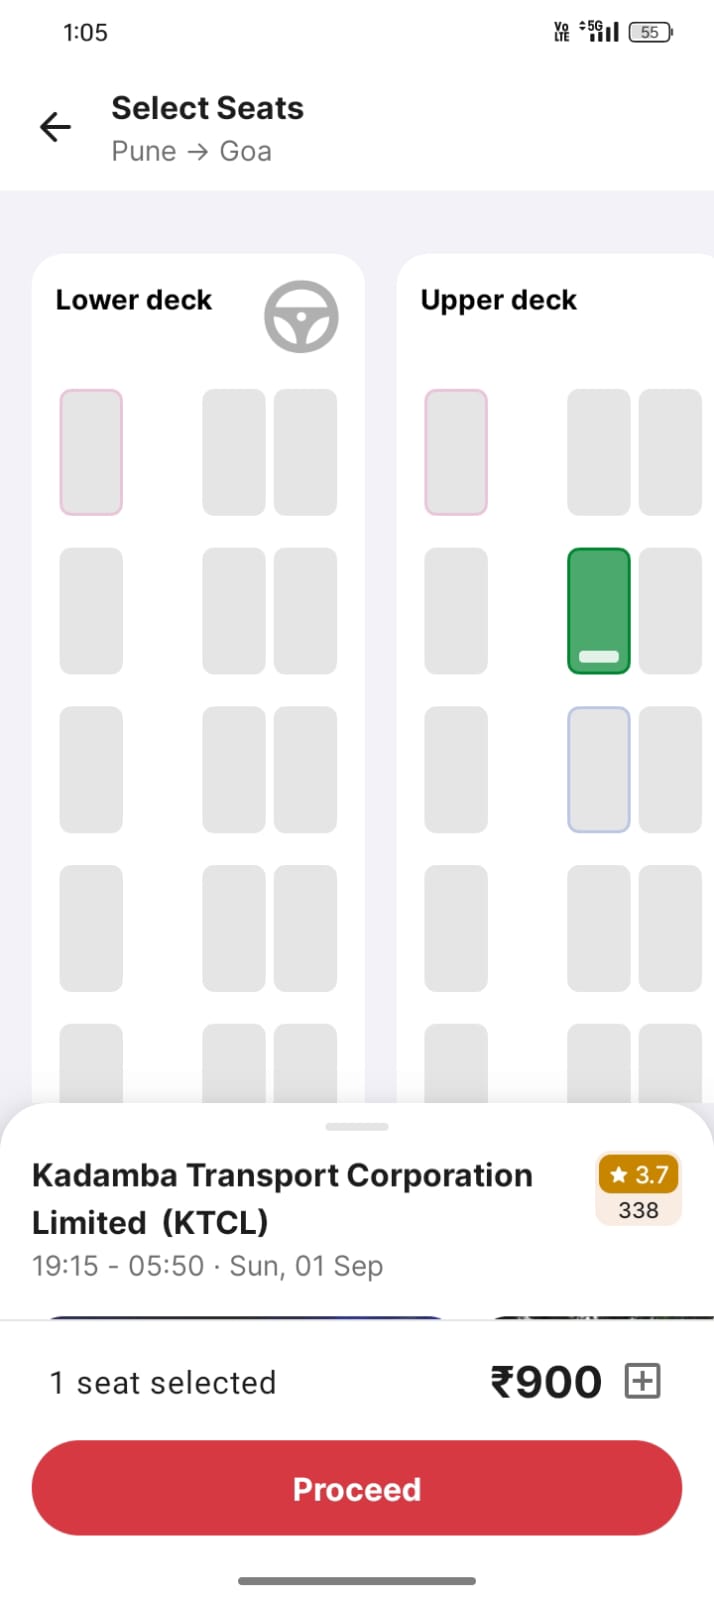 1:05
Vo LTE 5G 55
Select Seats
Pune → Goa
Lower deck
Upper deck
Kadamba Transport Corporation
Limited (KTCL)
★ 3.7
338
19:15 - 05:50 · Sun, 01 Sep
1 seat selected
₹900
Proceed